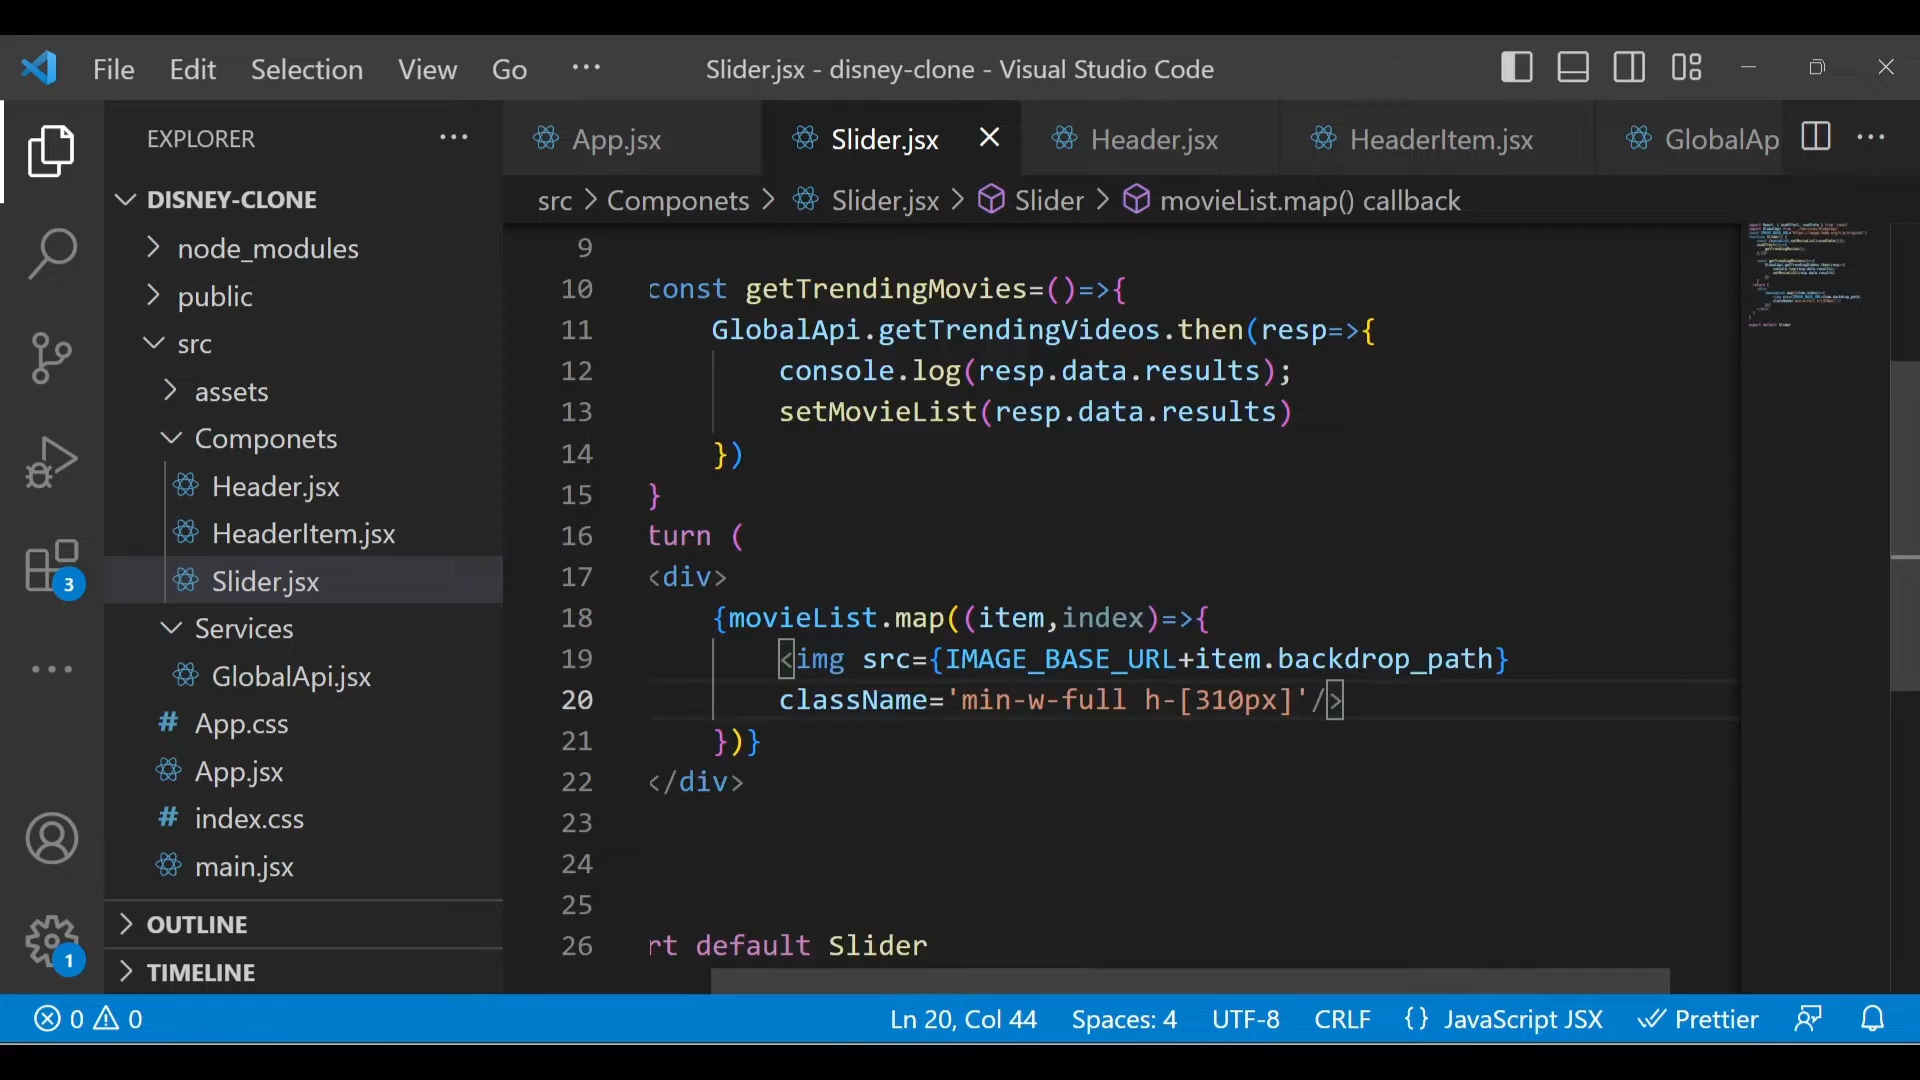 File Edit Selection View Go ··· Slider.jsx - disney-clone - Visual Studio Code
EXPLORER ···
DISNEY-CLONE
node_modules
public
src
assets
Componets
Header.jsx
HeaderItem.jsx
Slider.jsx
Services
GlobalApi.jsx
# App.css
App.jsx
# index.css
main.jsx
OUTLINE
TIMELINE
3
1
App.jsx Slider.jsx Header.jsx HeaderItem.jsx GlobalAp ···
src > Componets > Slider.jsx > Slider > movieList.map() callback
9
10 const getTrendingMovies=()=>{
11 GlobalApi.getTrendingVideos.then(resp=>{
12 console.log(resp.data.results);
13 setMovieList(resp.data.results)
14 })
15 }
16 turn (
17 <div>
18 {movieList.map((item,index)=>{
19 <img src={IMAGE_BASE_URL+item.backdrop_path}
20 className='min-w-full h-[310px]'/>
21 })}
22 </div>
23
24
25
26 rt default Slider
0 0 Ln 20, Col 44 Spaces: 4 UTF-8 CRLF {} JavaScript JSX Prettier